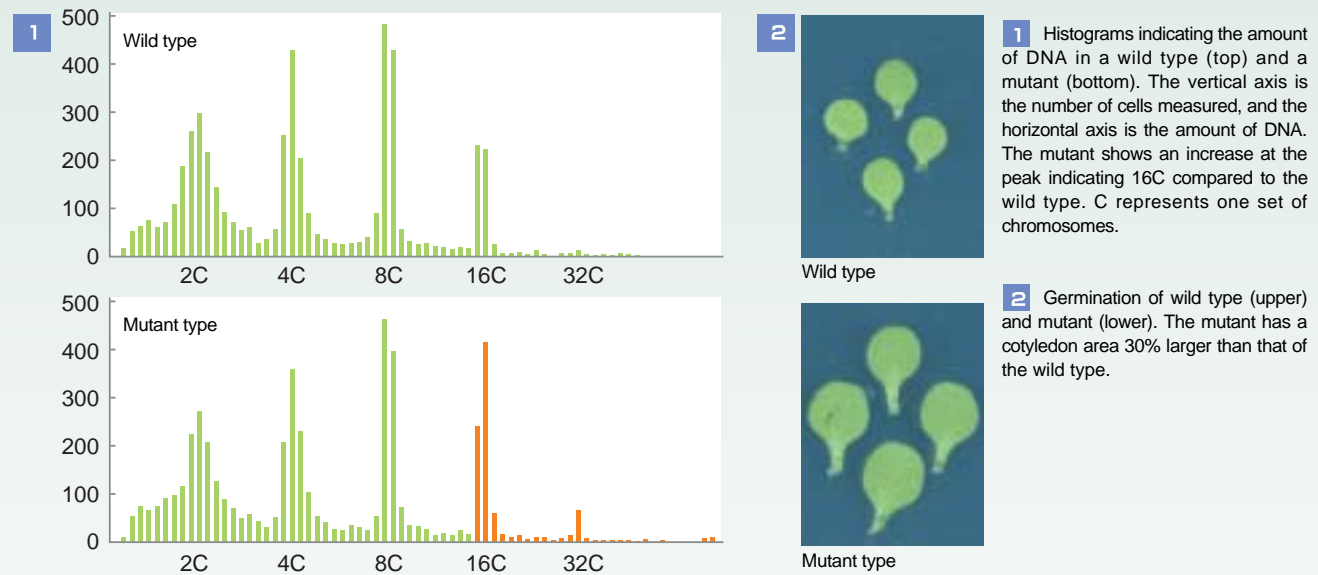 1
500
400
300
200
100
0
Wild type
2C 4C 8C 16C 32C
500
400
300
200
100
0
Mutant type
2C 4C 8C 16C 32C
2
Wild type
Mutant type
1 Histograms indicating the amount
of DNA in a wild type (top) and a
mutant (bottom). The vertical axis is
the number of cells measured, and the
horizontal axis is the amount of DNA.
The mutant shows an increase at the
peak indicating 16C compared to the
wild type. C represents one set of
chromosomes.
2 Germination of wild type (upper)
and mutant (lower). The mutant has a
cotyledon area 30% larger than that of
the wild type.